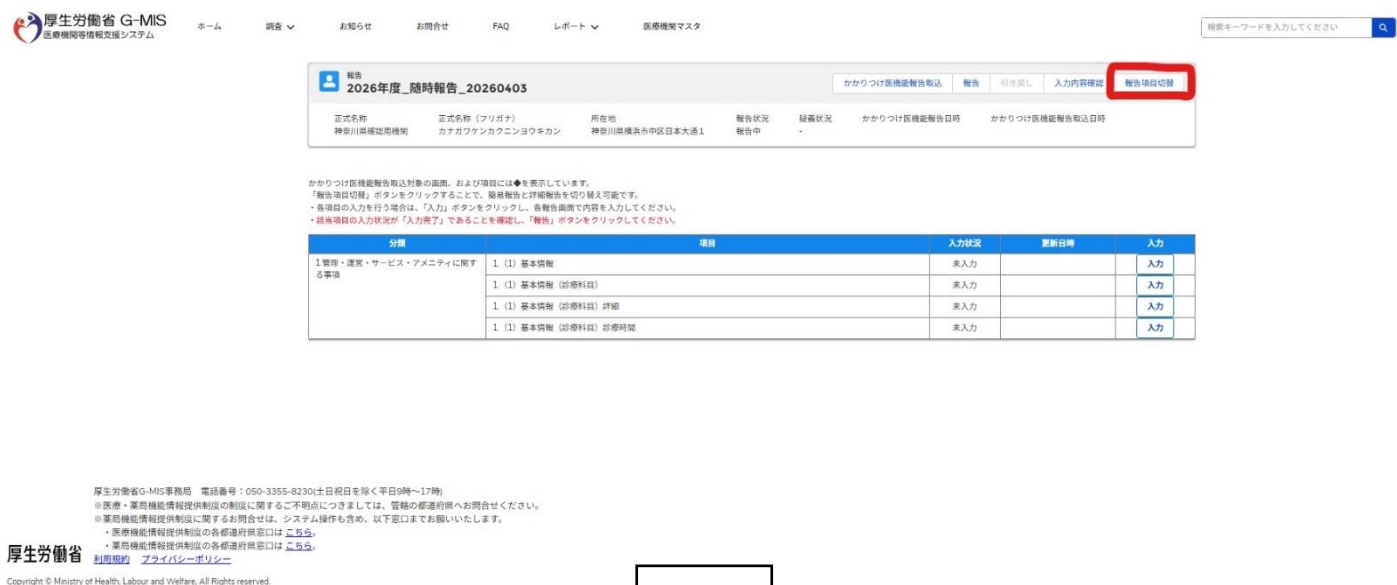 厚生労働省 G-MIS
医療機関等情報支援システム
ホーム 調査 お知らせ お問合せ FAQ レポート 医療機関マスタ
検索キーワードを入力してください
報告
2026年度_随時報告_20260403
かかりつけ医機能報告取込 報告 引き戻し 入力内容確認 報告項目切替
正式名称 正式名称（フリガナ） 所在地 報告状況 疑義状況 かかりつけ医機能報告日時 かかりつけ医機能報告取込日時
神奈川県確認用機関 カナガワケンカクニンヨウキカン 神奈川県横浜市中区日本大通1 報告中 -
かかりつけ医機能報告取込対象の画面、および項目には◆を表示しています。
「報告項目切替」ボタンをクリックすることで、簡易報告と詳細報告を切り替え可能です。
・各項目の入力を行う場合は、「入力」ボタンをクリックし、各報告画面で内容を入力してください。
・該当項目の入力状況が「入力完了」であることを確認し、「報告」ボタンをクリックしてください。
分類 項目 入力状況 更新日時 入力
1管理・運営・サービス・アメニティに関す
る事項
1.（1）基本情報 未入力 入力
1.（1）基本情報（診療科目） 未入力 入力
1.（1）基本情報（診療科目）詳細 未入力 入力
1.（1）基本情報（診療科目）診療時間 未入力 入力
厚生労働省G-MIS事務局 電話番号：050-3355-8230(土日祝日を除く平日9時～17時)
※医療・薬局機能情報提供制度の制度に関するご不明点につきましては、管轄の都道府県へお問合せください。
※薬局機能情報提供制度に関するお問合せは、システム操作も含め、以下窓口までお願いいたします。
・医療機能情報提供制度の各都道府県窓口は こちら。
・薬局機能情報提供制度の各都道府県窓口は こちら。
厚生労働省 利用規約 プライバシーポリシー
Copyright © Ministry of Health, Labour and Welfare, All Rights reserved.